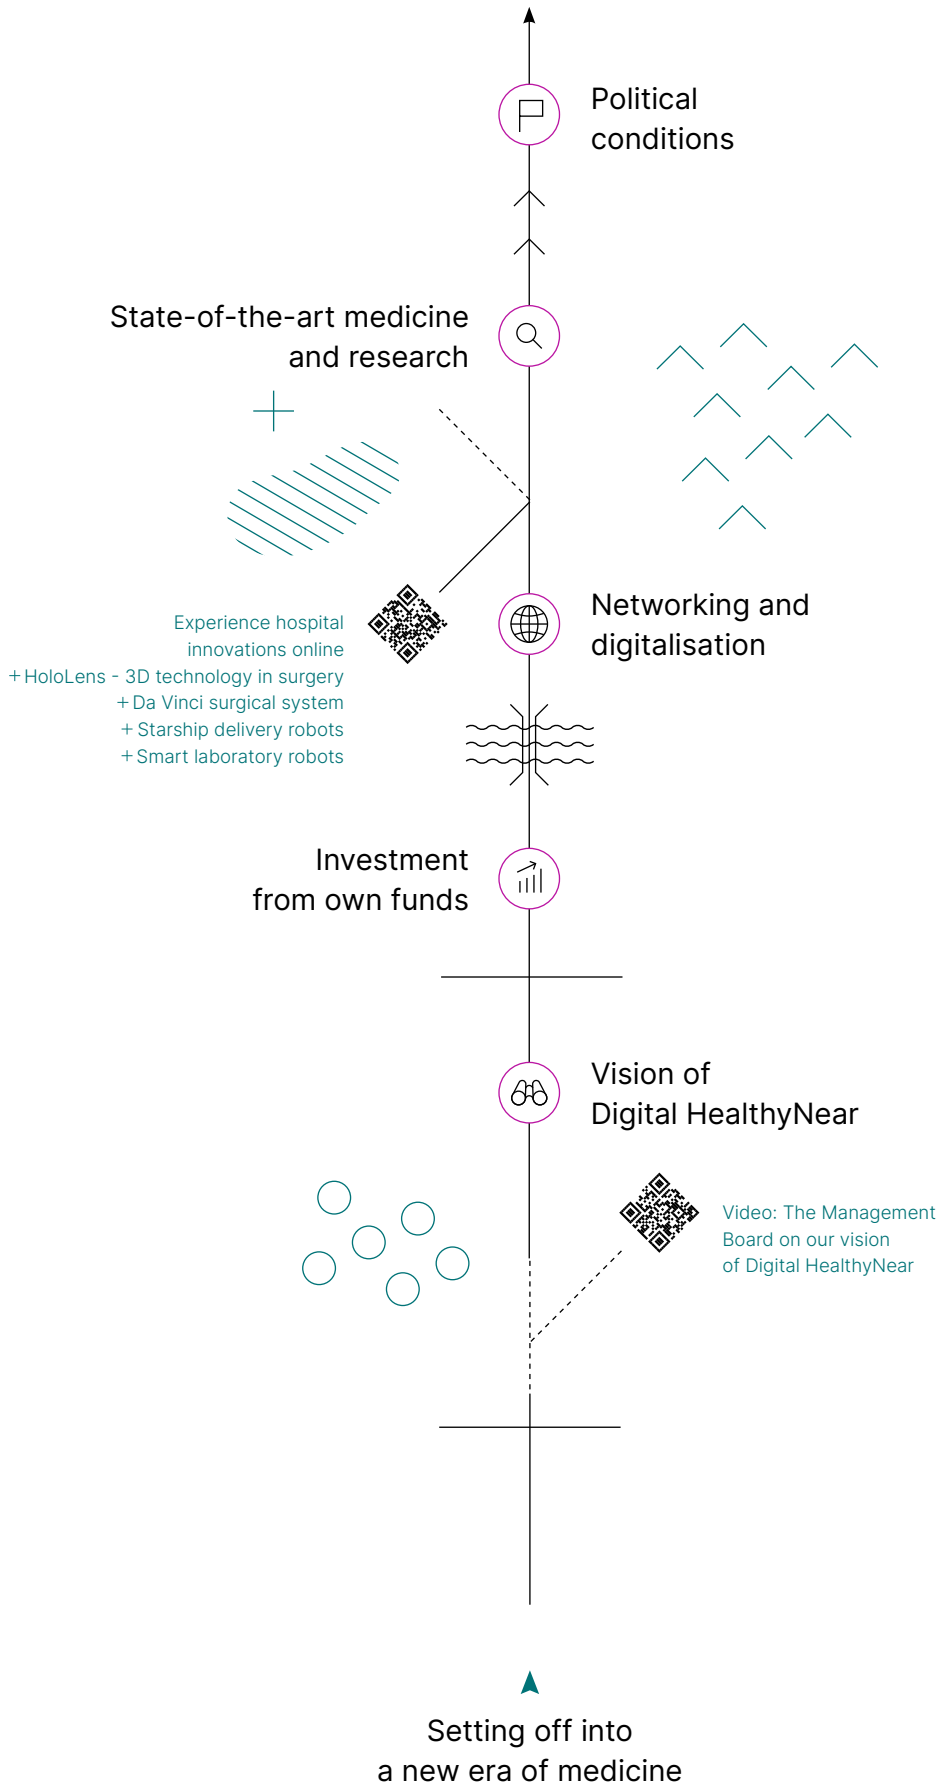 Political
conditions
State-of-the-art medicine
and research
Networking and
digitalisation
Experience hospital
innovations online
+ HoloLens - 3D technology in surgery
+ Da Vinci surgical system
+ Starship delivery robots
+ Smart laboratory robots
Investment
from own funds
Vision of
Digital HealthyNear
Video: The Management
Board on our vision
of Digital HealthyNear
Setting off into
a new era of medicine